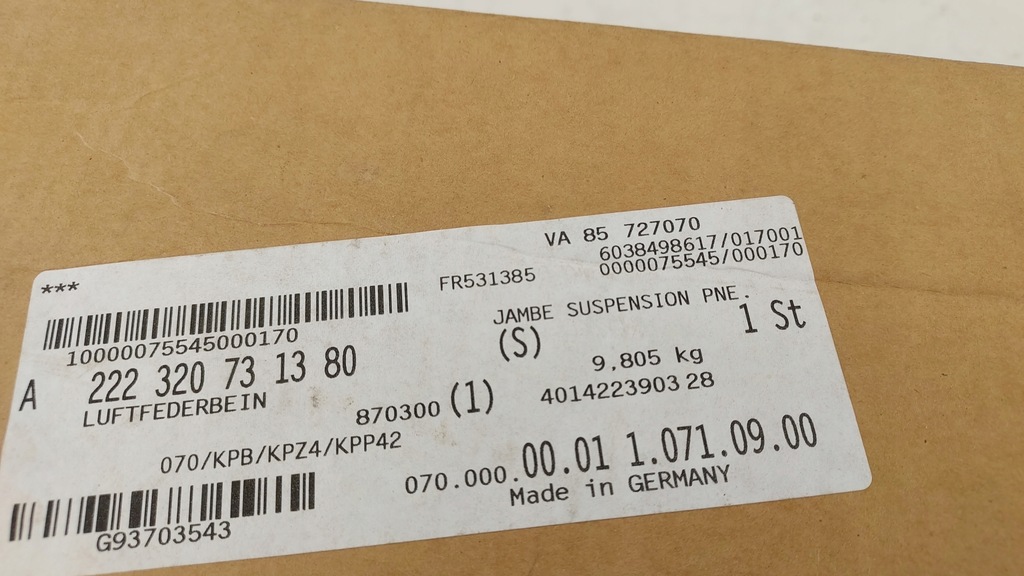 ***
FR531385
VA 85 727070
6038498617/017001
0000075545/000170
10000075545000170
JAMBE SUSPENSION PNE.
(S)
1 St
A 222 320 73 13 80
LUFTFEDERBEIN
9,805 kg
870300 (1)
4014223903 28
070/KPB/KPZ4/KPP42
070.000.00.01 1.071.09.00
Made in GERMANY
G93703543